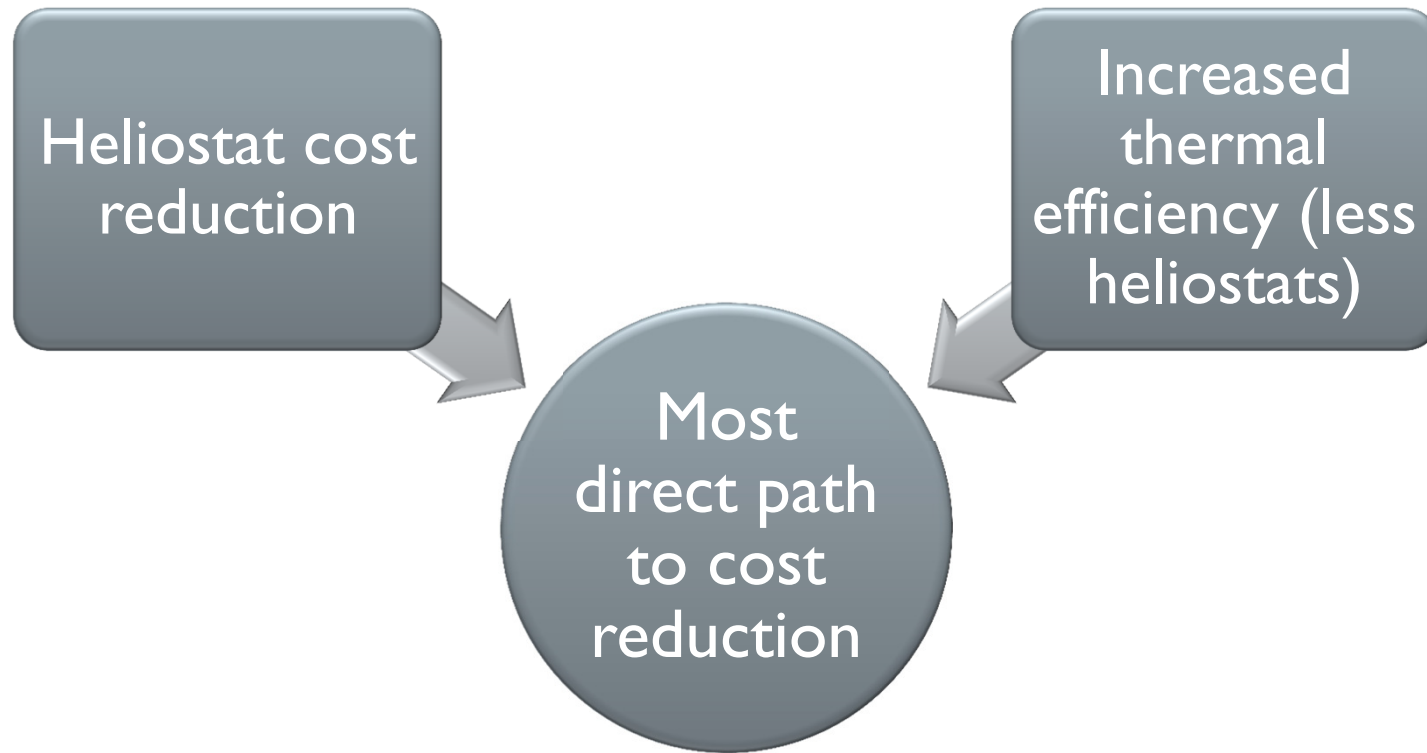 Heliostat cost
reduction
Increased
thermal
efficiency (less
heliostats)
Most
direct path
to cost
reduction